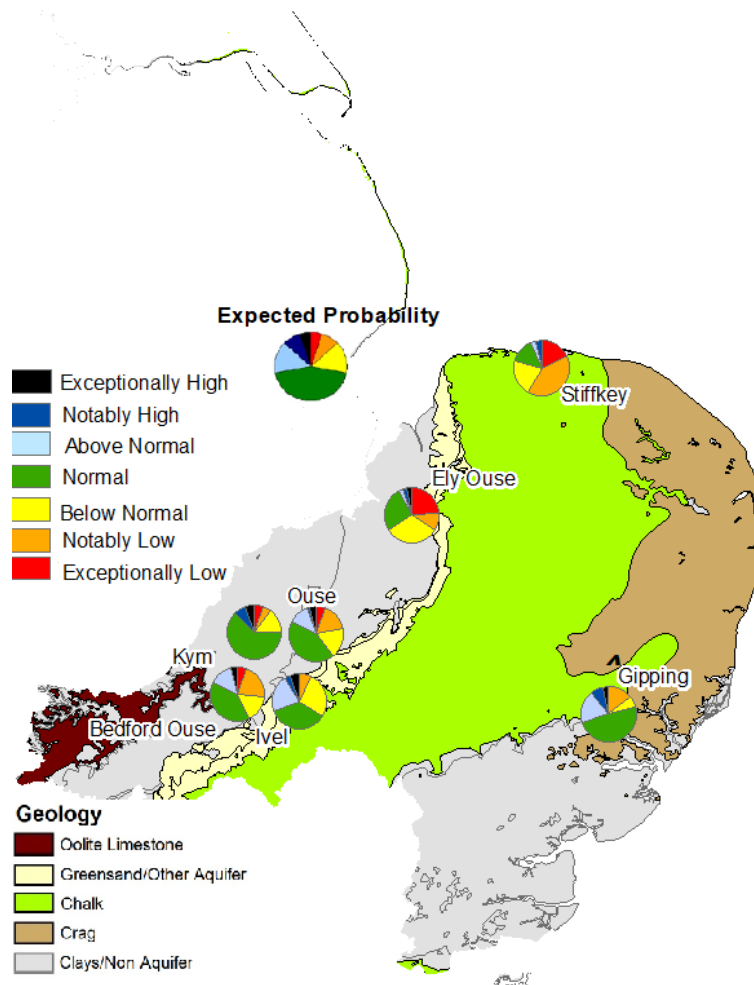 Expected Probability
Exceptionally High
Notably High
Above Normal
Normal
Below Normal
Notably Low
Exceptionally Low
Stiffkey
Ely Ouse
Ouse
Kym
Gipping
Bedford Ouse
Ivel
Geology
Oolite Limestone
Greensand/Other Aquifer
Chalk
Crag
Clays/Non Aquifer